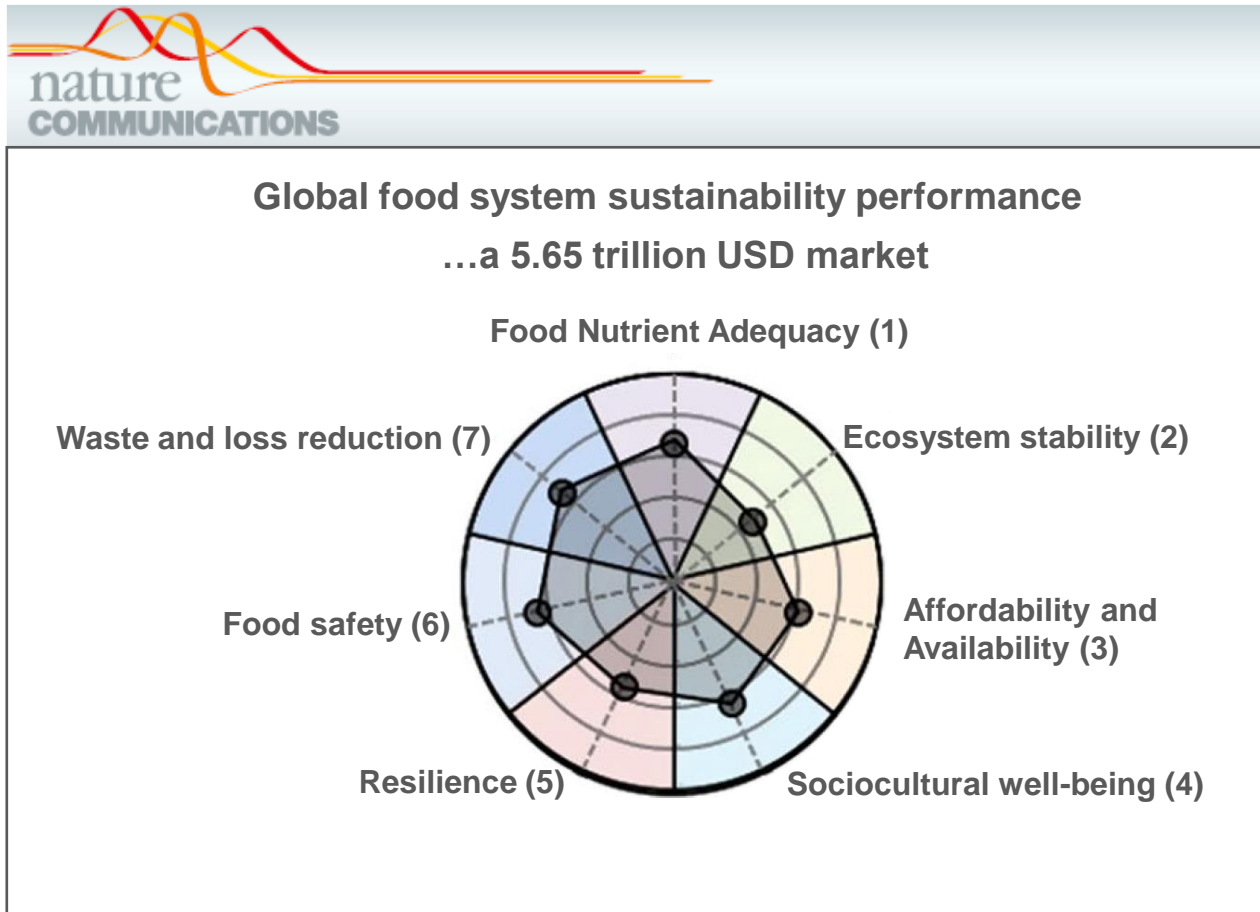 nature
COMMUNICATIONS
Global food system sustainability performance
…a 5.65 trillion USD market
Food Nutrient Adequacy (1)
Waste and loss reduction (7)
Ecosystem stability (2)
Food safety (6)
Affordability and
Availability (3)
Resilience (5)
Sociocultural well-being (4)